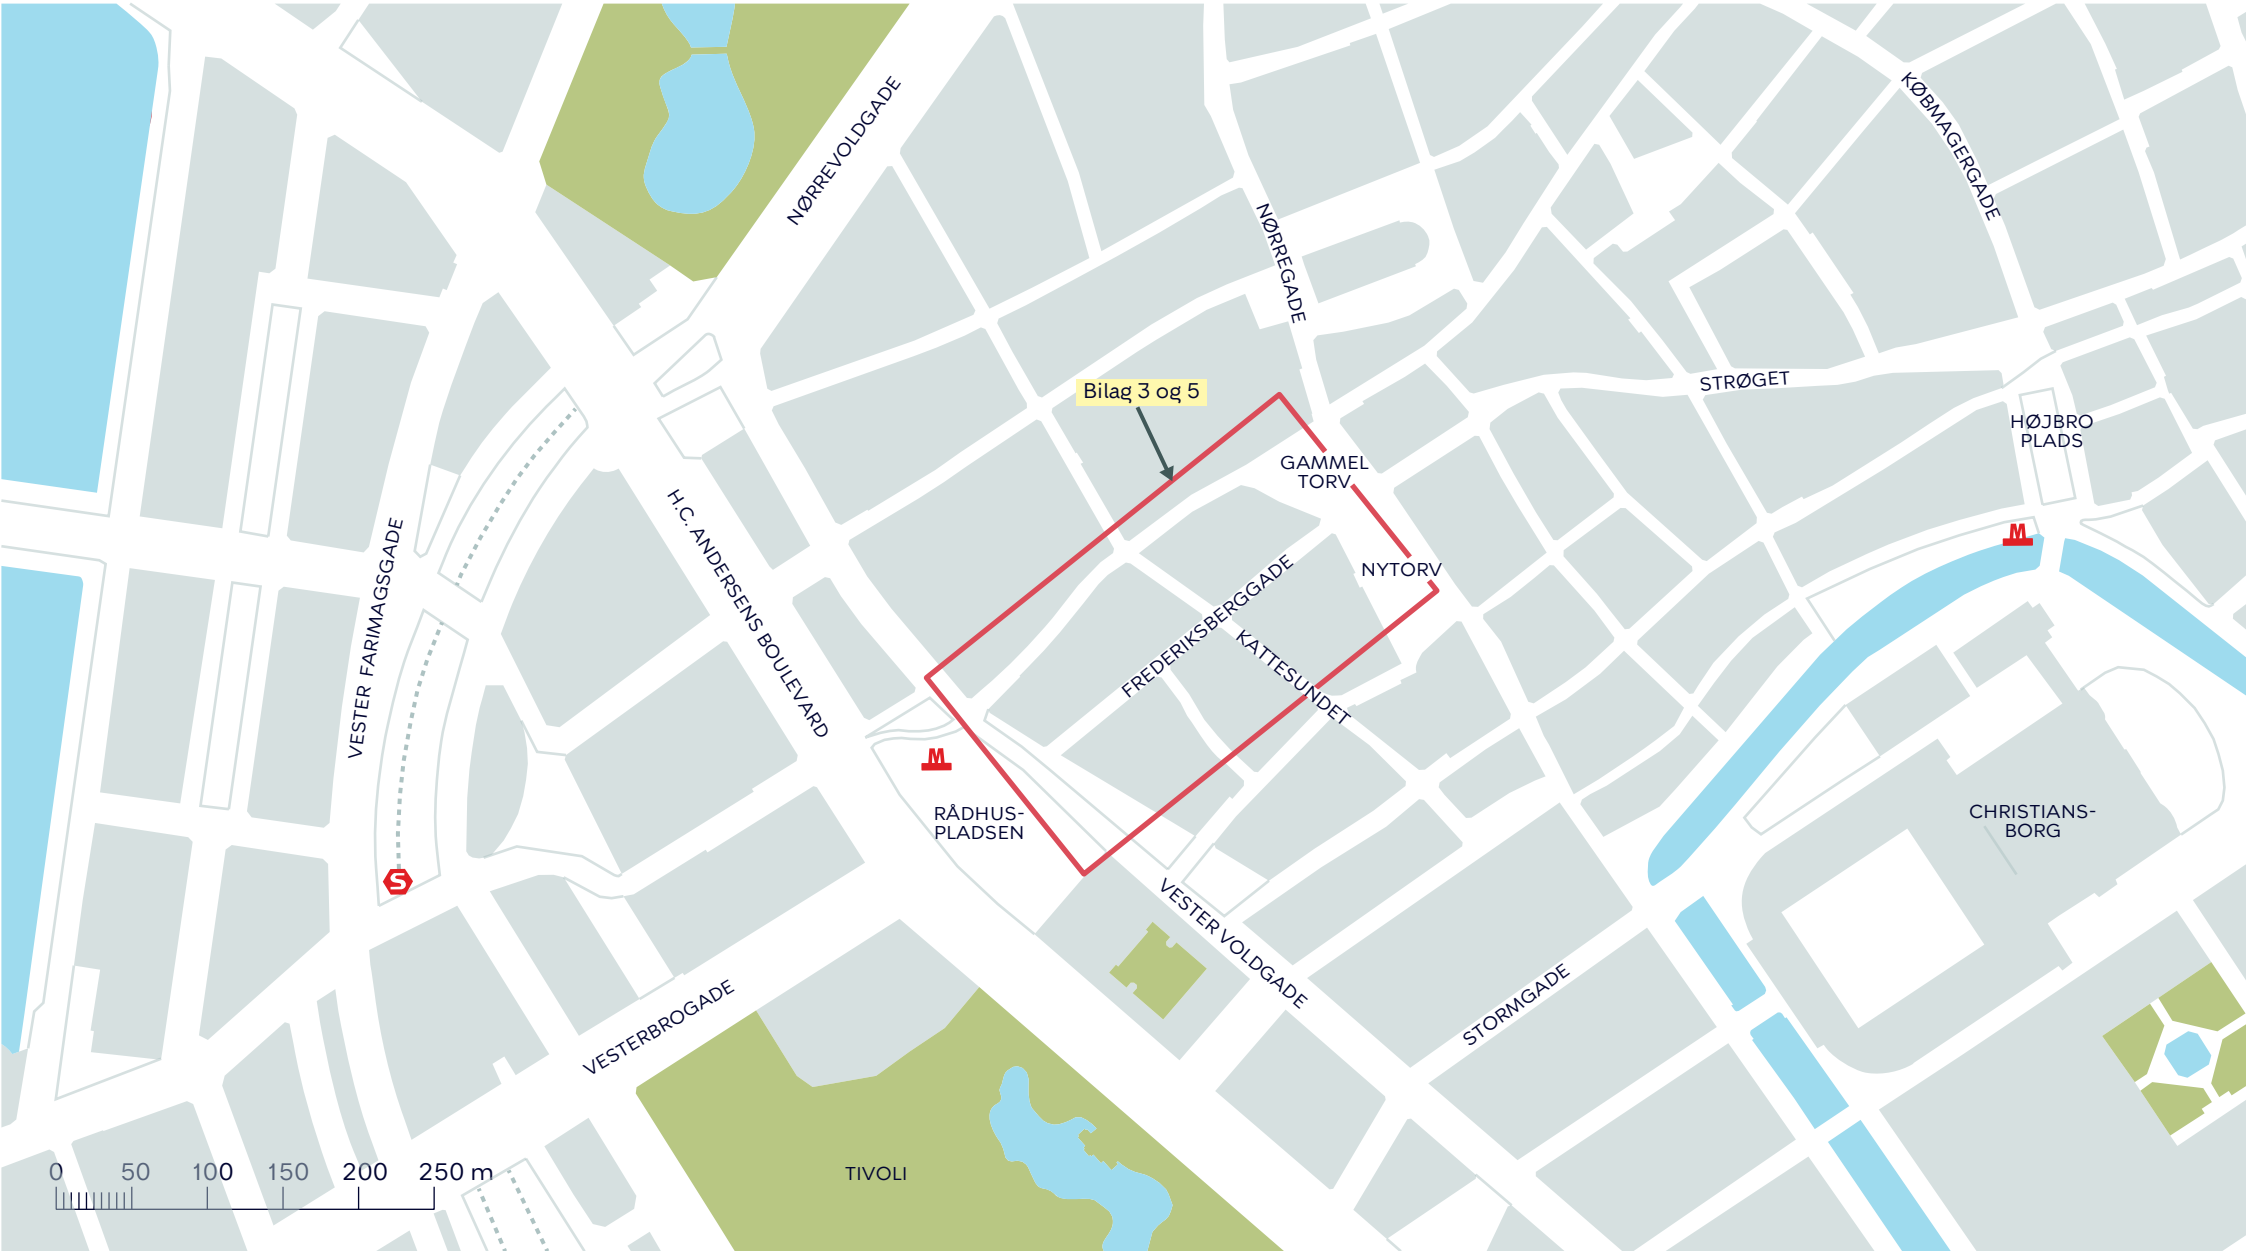 NØRREVOLDGADE
KØBMAGERGADE
NØRREGADE
STRØGET
Bilag 3 og 5
HØJBRO
PLADS
GAMMEL
TORV
M
NYTORV
FREDERIKSBERGGADE
KATTESUNDET
H.C. ANDERSENS BOULEVARD
VESTER FARIMAGSGADE
M
RÅDHUS-
PLADSEN
CHRISTIANS-
BORG
S
VESTER VOLDGADE
STORMGADE
VESTERBROGADE
TIVOLI
0 50 100 150 200 250 m